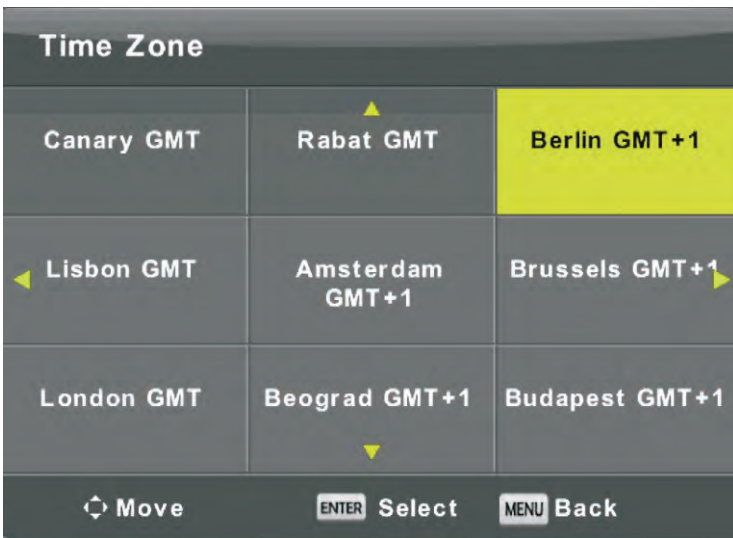 Time Zone
Canary GMT
Rabat GMT
Berlin GMT+1
Lisbon GMT
Amsterdam
GMT+1
Brussels GMT+1
London GMT
Beograd GMT+1
Budapest GMT+1
Move
ENTER Select
MENU Back